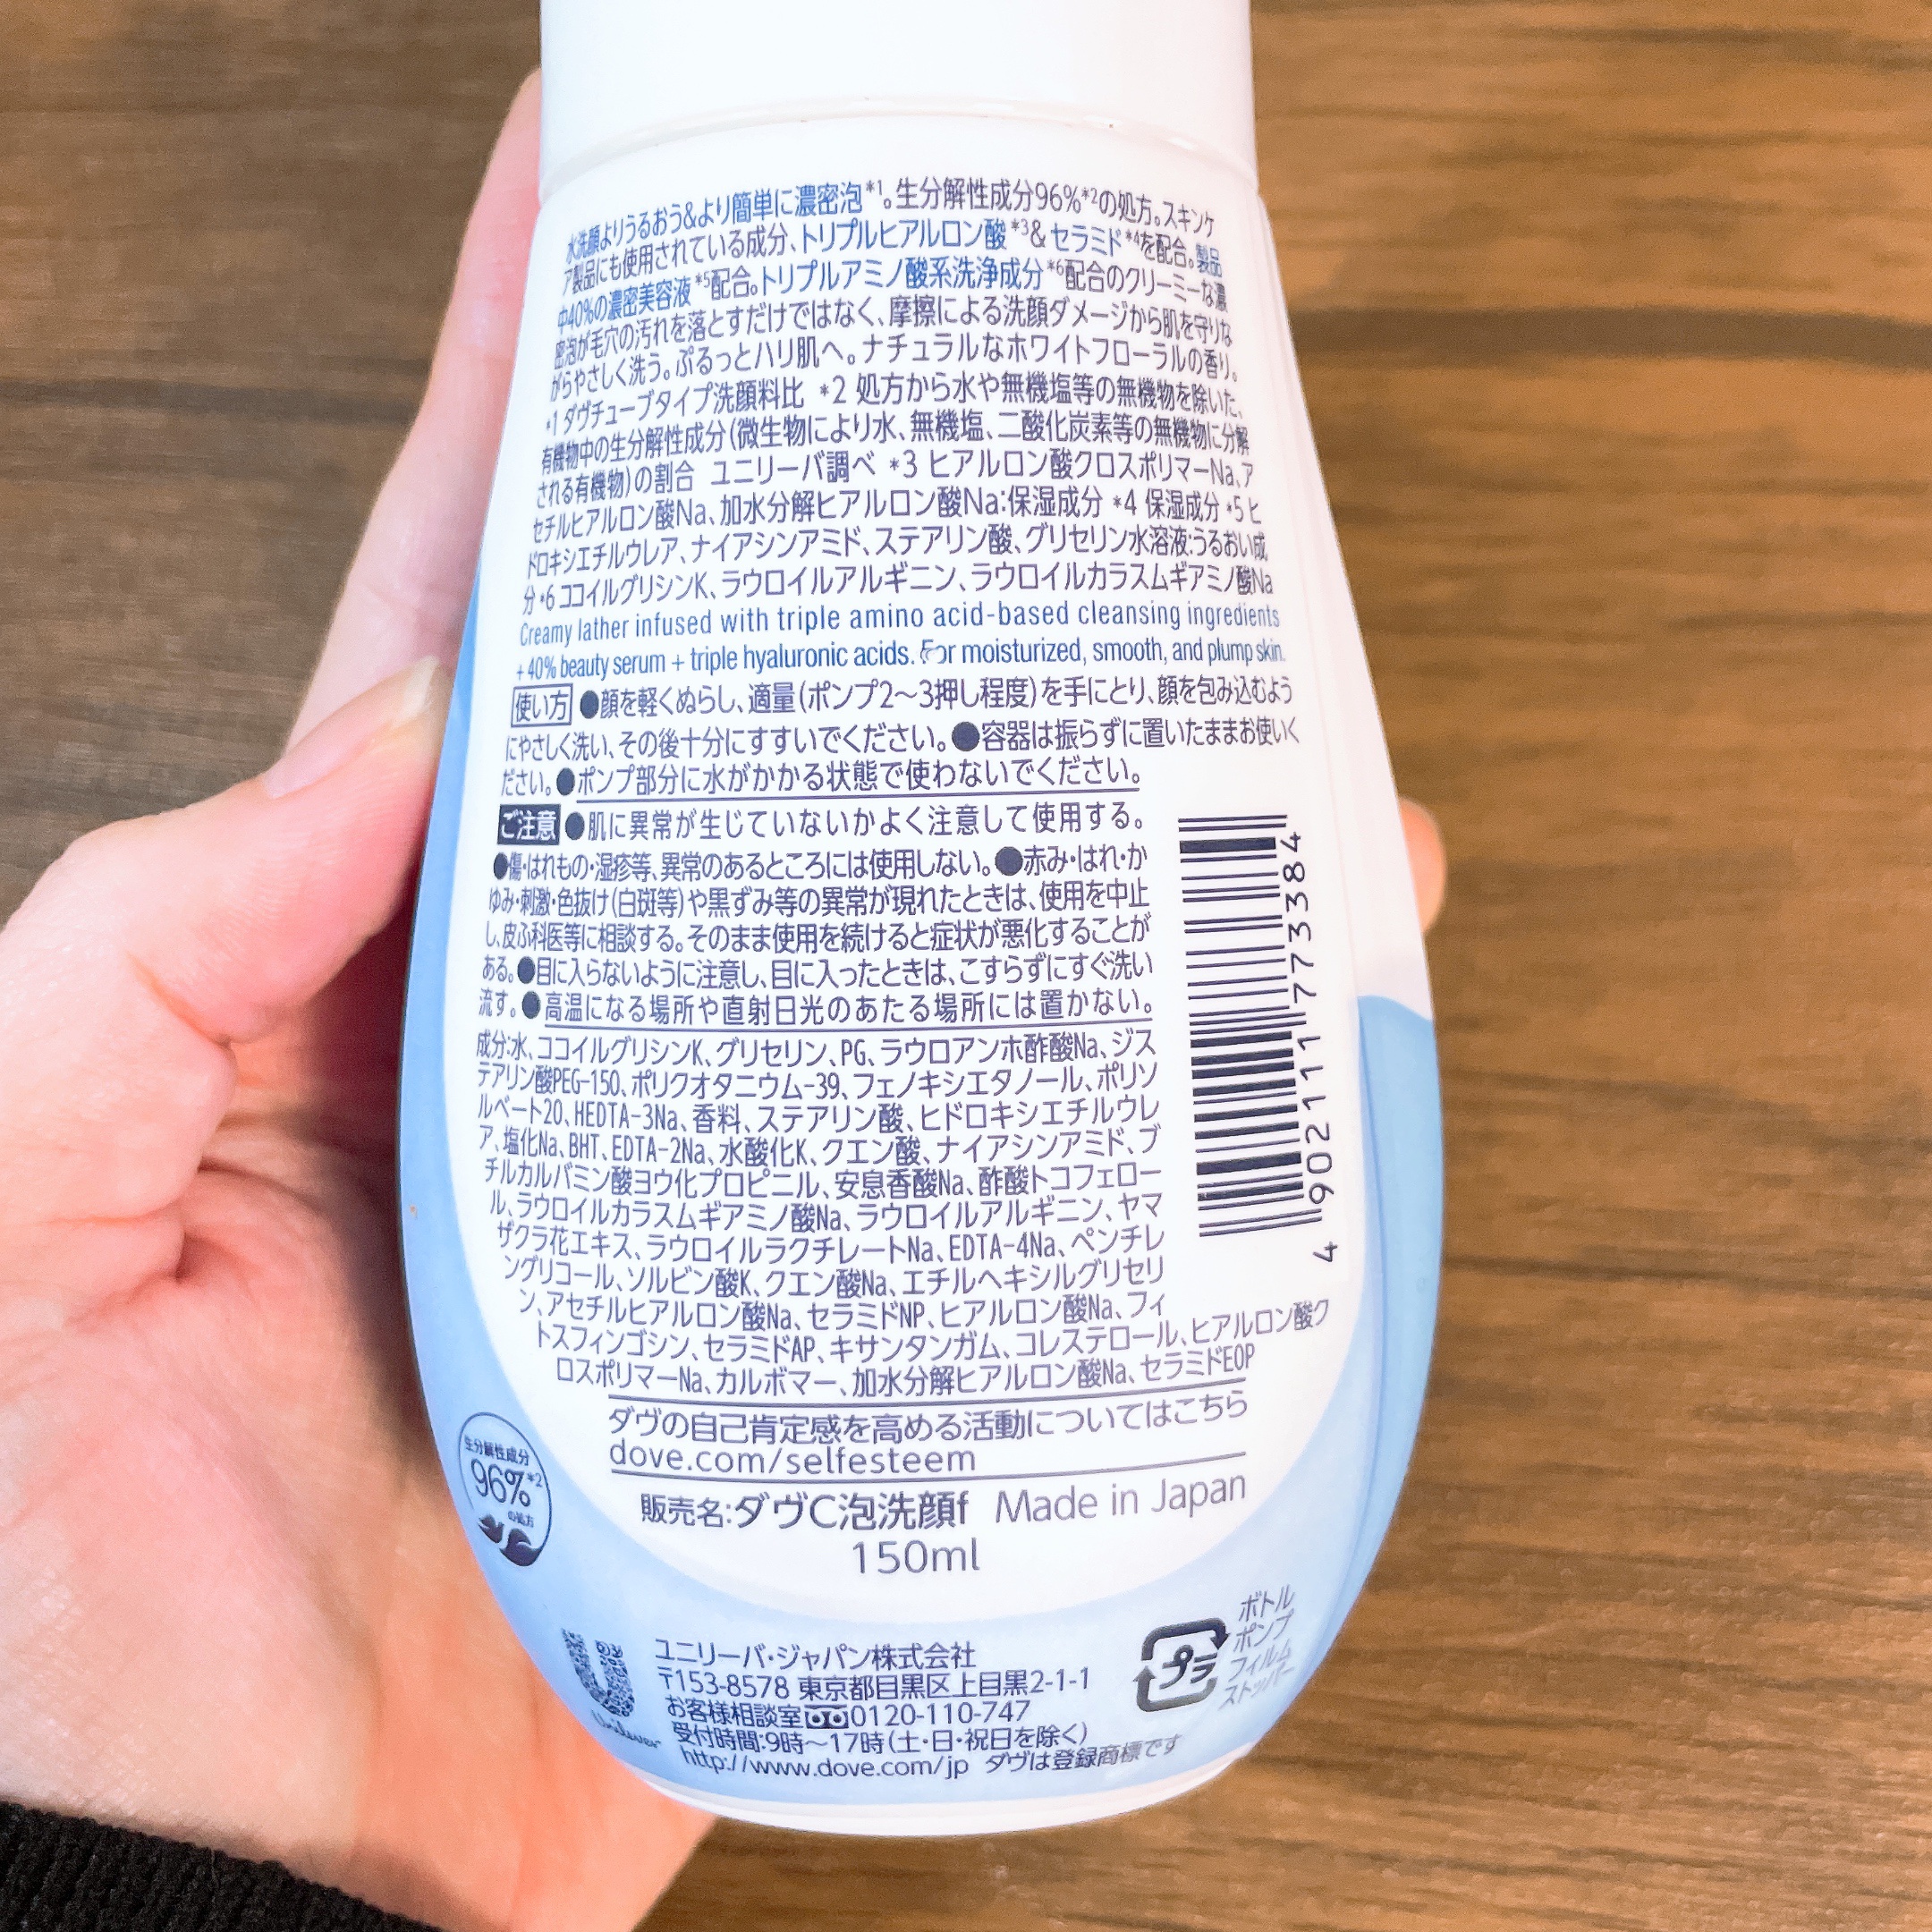 水洗顔よりうるおう&より簡単に濃密泡*1。生分解性成分96%*2の処方。スキンケ
ア製品にも使用されている成分、トリプルヒアルロン酸*3&セラミド*4を配合。製品
中40%の濃密美容液*5配合。トリプルアミノ酸系洗浄成分*6配合のクリーミーな濃
密泡が毛穴の汚れを落とすだけではなく、摩擦による洗顔ダメージから肌を守りな
がらやさしく洗う。ぷるっとハリ肌へ。ナチュラルなホワイトフローラルの香り。
*1 ダヴチューブタイプ洗顔料比 *2 処方から水や無機塩等の無機物を除いた、
有機物中の生分解性成分(微生物により水、無機塩、二酸化炭素等の無機物に分解
される有機物)の割合 ユニリーバ調べ *3 ヒアルロン酸クロスポリマーNa、ア
セチルヒアルロン酸Na、加水分解ヒアルロン酸Na:保湿成分 *4 保湿成分 *5 ヒ
ドロキシエチルウレア、ナイアシンアミド、ステアリン酸、グリセリン水溶液:うるおい成
分 *6 ココイルグリシンK、ラウロイルアルギニン、ラウロイルカラスムギアミノ酸Na
Creamy lather infused with triple amino acid-based cleansing ingredients
+ 40% beauty serum + triple hyaluronic acids. For moisturized, smooth, and plump skin.
使い方 ●顔を軽くぬらし、適量(ポンプ2〜3押し程度)を手にとり、顔を包み込むよう
にやさしく洗い、その後十分にすすいでください。●容器は振らずに置いたままお使いく
ださい。●ポンプ部分に水がかかる状態で使わないでください。
ご注意 ●肌に異常が生じていないかよく注意して使用する。
●傷・はれもの・湿疹等、異常のあるところには使用しない。●赤み・はれ・か
ゆみ・刺激・色抜け(白斑等)や黒ずみ等の異常が現れたときは、使用を中止
し、皮ふ科医等に相談する。そのまま使用を続けると症状が悪化することが
ある。●目に入らないように注意し、目に入ったときは、こすらずにすぐ洗い
流す。●高温になる場所や直射日光のあたる場所には置かない。
成分:水、ココイルグリシンK、グリセリン、PG、ラウロアンホ酢酸Na、ジス
テアリン酸PEG-150、ポリクオタニウム-39、フェノキシエタノール、ポリソ
ルベート20、HEDTA-3Na、香料、ステアリン酸、ヒドロキシエチルウレ
ア、塩化Na、BHT、EDTA-2Na、水酸化K、クエン酸、ナイアシンアミド、ブ
チルカルバミン酸ヨウ化プロピニル、安息香酸Na、酢酸トコフェロー
ル、ラウロイルカラスムギアミノ酸Na、ラウロイルアルギニン、ヤマ
ザクラ花エキス、ラウロイルラクチレートNa、EDTA-4Na、ペンチレ
ングリコール、ソルビン酸K、クエン酸Na、エチルヘキシルグリセリ
ン、アセチルヒアルロン酸Na、セラミドNP、ヒアルロン酸Na、フィ
トスフィンゴシン、セラミドAP、キサンタンガム、コレステロール、ヒアルロン酸ク
ロスポリマーNa、カルボマー、加水分解ヒアルロン酸Na、セラミドEOP
4902111773384
ダヴの自己肯定感を高める活動についてはこちら
dove.com/selfesteem
販売名:ダヴC泡洗顔f Made in Japan
150ml
生分解性成分
96%*2
の処方
Unilever
ユニリーバ・ジャパン株式会社
〒153-8578 東京都目黒区上目黒2-1-1
お客様相談室 0120-110-747
受付時間:9時〜17時(土・日・祝日を除く)
http://www.dove.com/jp ダヴは登録商標です
プラ
ボトル
ポンプ
フィルム
ストッパー